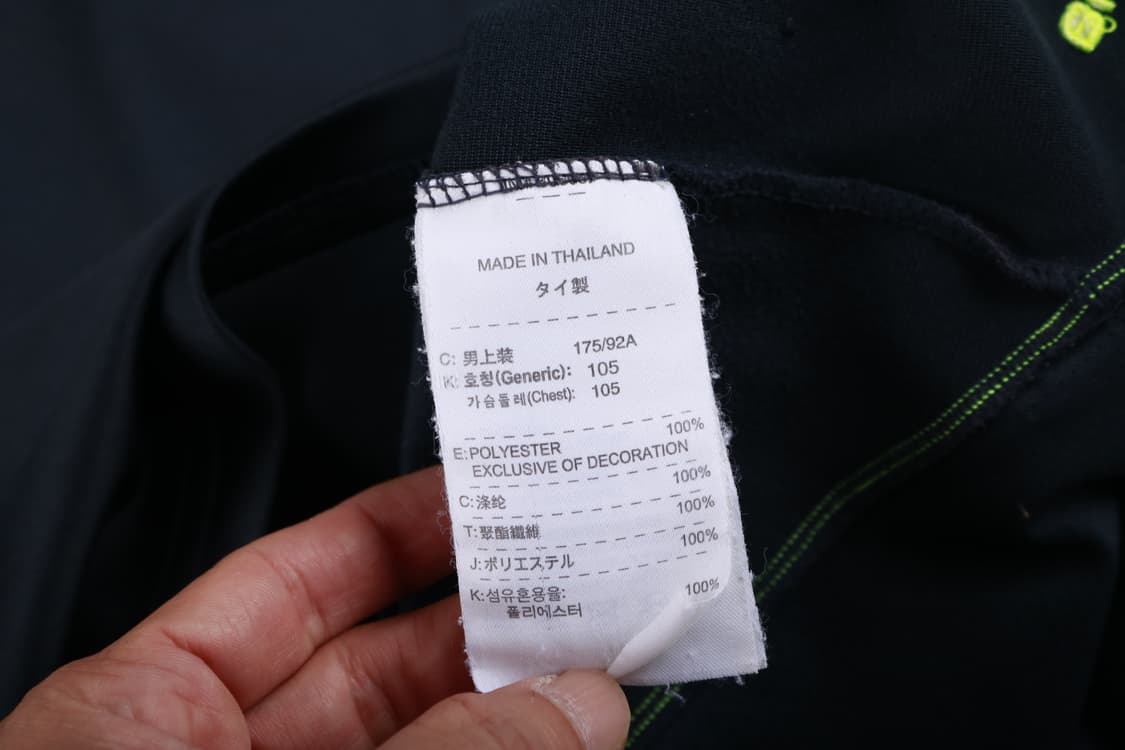 MADE IN THAILAND
タイ製
C: 男上装 175/92A
K: 호칭(Generic): 105
가슴둘레(Chest): 105
E:POLYESTER 100%
EXCLUSIVE OF DECORATION
C:涤纶 100%
T:聚酯纖維 100%
J:ポリエステル 100%
K:섬유혼용율:
폴리에스터 100%